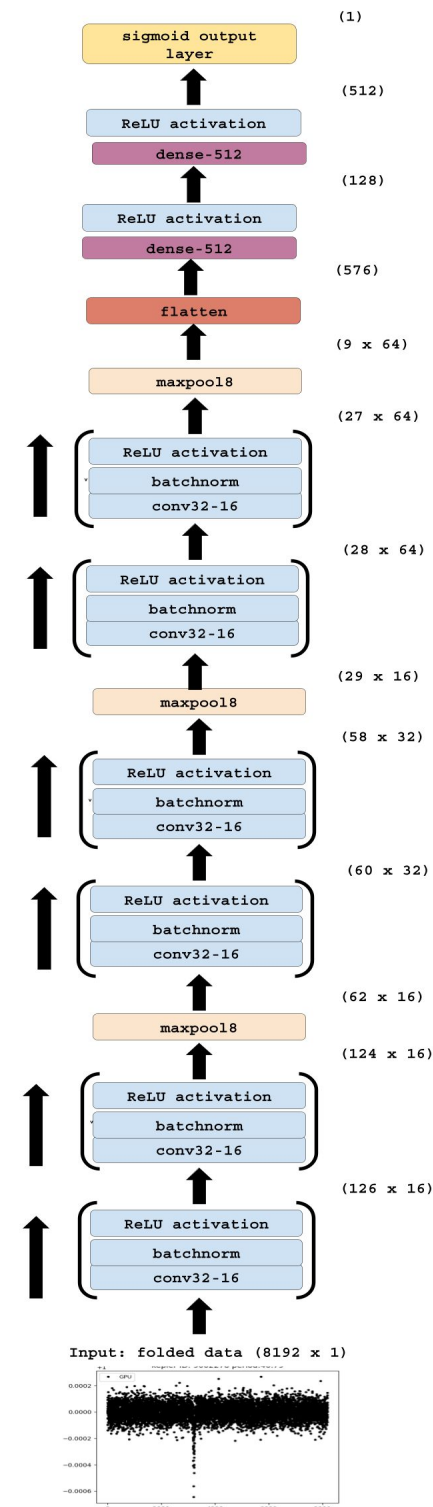 (1)
sigmoid output
layer
(512)
ReLU activation
dense-512
(128)
ReLU activation
dense-512
(576)
flatten
(9 x 64)
maxpool8
(27 x 64)
ReLU activation
batchnorm
conv32-16
(28 x 64)
ReLU activation
batchnorm
conv32-16
(29 x 16)
maxpool8
(58 x 32)
ReLU activation
batchnorm
conv32-16
(60 x 32)
ReLU activation
batchnorm
conv32-16
(62 x 16)
maxpool8
(124 x 16)
ReLU activation
batchnorm
conv32-16
(126 x 16)
ReLU activation
batchnorm
conv32-16
Input: folded data (8192 x 1)
+1
GPU
0.0002
0.0000
−0.0002
−0.0004
−0.0006